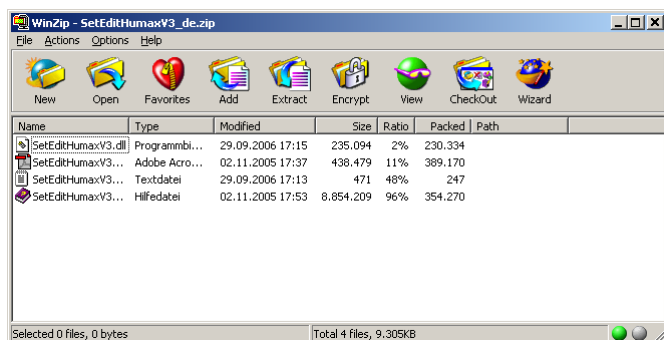 WinZip - SetEditHumaxV3_de.zip
File Actions Options Help
New Open Favorites Add Extract Encrypt View CheckOut Wizard
Name Type Modified Size Ratio Packed Path
SetEditHumaxV3.dll Programmbi... 29.09.2006 17:15 235.094 2% 230.334
SetEditHumaxV3... Adobe Acro... 02.11.2005 17:37 438.479 11% 389.170
SetEditHumaxV3... Textdatei 29.09.2006 17:13 471 48% 247
SetEditHumaxV3... Hilfedatei 02.11.2005 17:53 8.854.209 96% 354.270
Selected 0 files, 0 bytes Total 4 files, 9.305KB